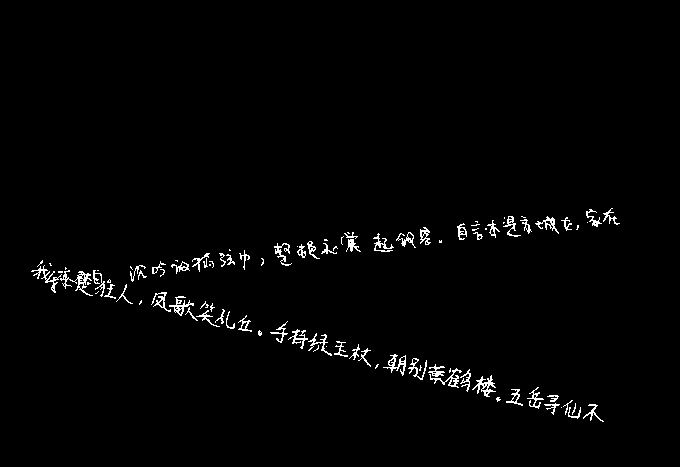 沉吟放拨弦中，整顿衣裳起敛容。自言本是京城女，家在
我本楚狂人，凤歌笑孔丘。手持绿玉杖，朝别黄鹤楼。五岳寻仙不